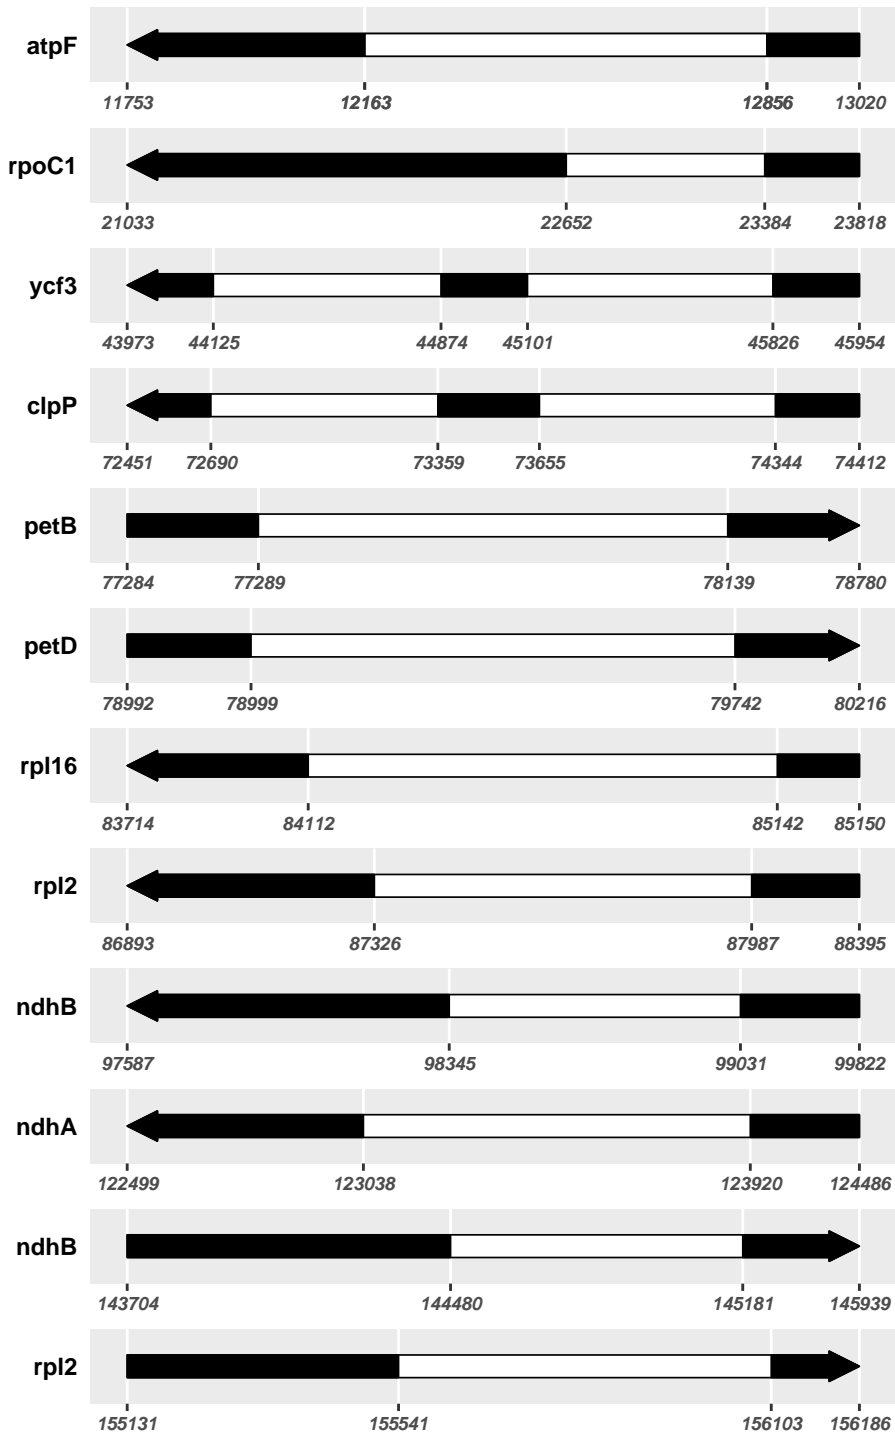 atpF
11753 12163 12856 13020
rpoC1
21033 22652 23384 23818
ycf3
43973 44125 44874 45101 45826 45954
clpP
72451 72690 73359 73655 74344 74412
petB
77284 77289 78139 78780
petD
78992 78999 79742 80216
rpl16
83714 84112 85142 85150
rpl2
86893 87326 87987 88395
ndhB
97587 98345 99031 99822
ndhA
122499 123038 123920 124486
ndhB
143704 144480 145181 145939
rpl2
155131 155541 156103 156186